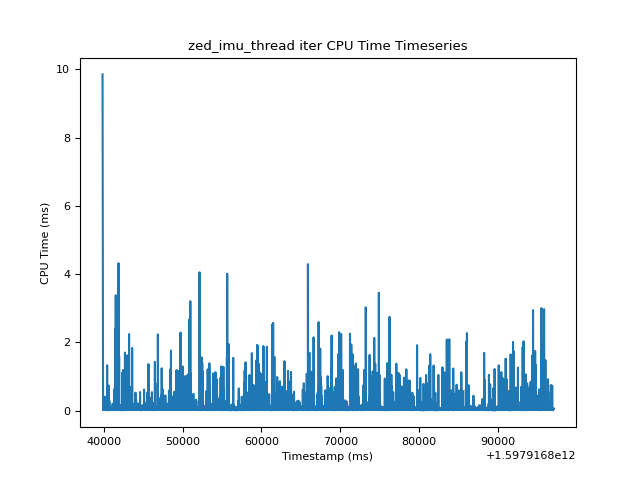 zed_imu_thread iter CPU Time Timeseries
10
8
6
4
2
0
CPU Time (ms)
40000 50000 60000 70000 80000 90000
Timestamp (ms)
+1.5979168e12